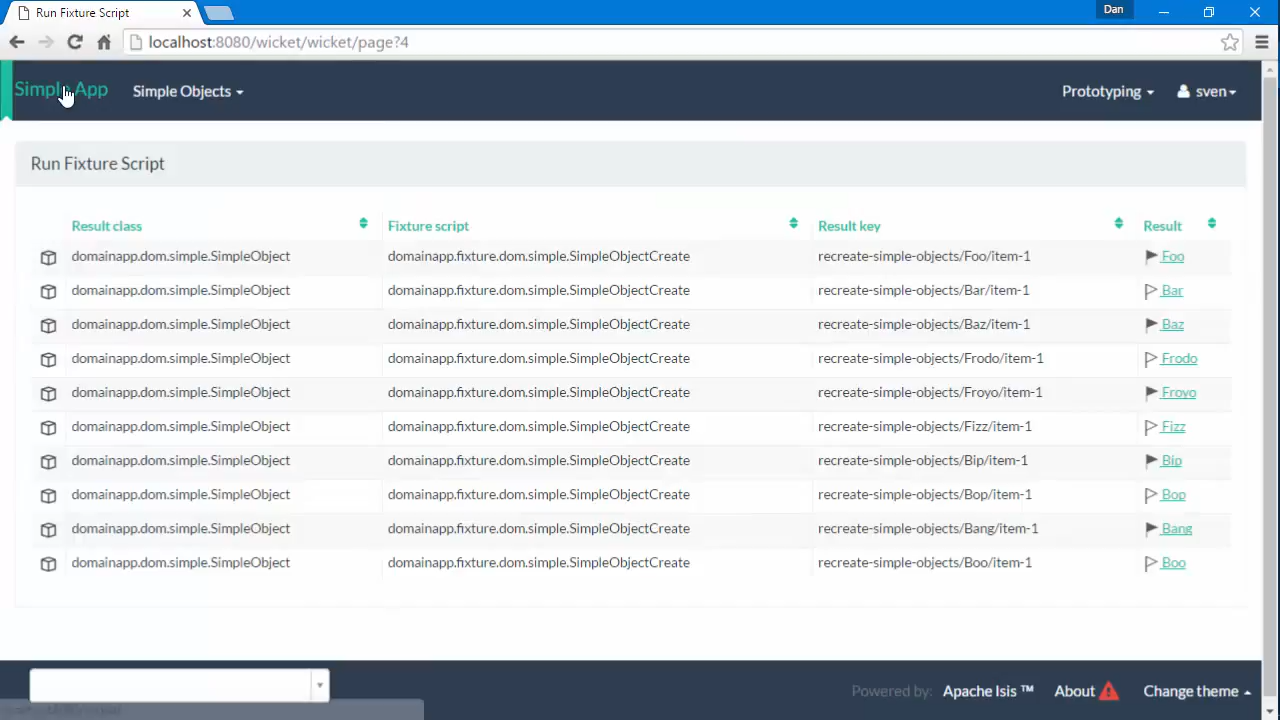 Run Fixture Script
Dan
localhost:8080/wicket/wicket/page?4
Simple App Simple Objects Prototyping sven
Run Fixture Script
Result class Fixture script Result key Result
domainapp.dom.simple.SimpleObject domainapp.fixture.dom.simple.SimpleObjectCreate recreate-simple-objects/Foo/item-1 Foo
domainapp.dom.simple.SimpleObject domainapp.fixture.dom.simple.SimpleObjectCreate recreate-simple-objects/Bar/item-1 Bar
domainapp.dom.simple.SimpleObject domainapp.fixture.dom.simple.SimpleObjectCreate recreate-simple-objects/Baz/item-1 Baz
domainapp.dom.simple.SimpleObject domainapp.fixture.dom.simple.SimpleObjectCreate recreate-simple-objects/Frodo/item-1 Frodo
domainapp.dom.simple.SimpleObject domainapp.fixture.dom.simple.SimpleObjectCreate recreate-simple-objects/Froyo/item-1 Froyo
domainapp.dom.simple.SimpleObject domainapp.fixture.dom.simple.SimpleObjectCreate recreate-simple-objects/Fizz/item-1 Fizz
domainapp.dom.simple.SimpleObject domainapp.fixture.dom.simple.SimpleObjectCreate recreate-simple-objects/Bip/item-1 Bip
domainapp.dom.simple.SimpleObject domainapp.fixture.dom.simple.SimpleObjectCreate recreate-simple-objects/Bop/item-1 Bop
domainapp.dom.simple.SimpleObject domainapp.fixture.dom.simple.SimpleObjectCreate recreate-simple-objects/Bang/item-1 Bang
domainapp.dom.simple.SimpleObject domainapp.fixture.dom.simple.SimpleObjectCreate recreate-simple-objects/Boo/item-1 Boo
Powered by: Apache Isis ™ About Change theme